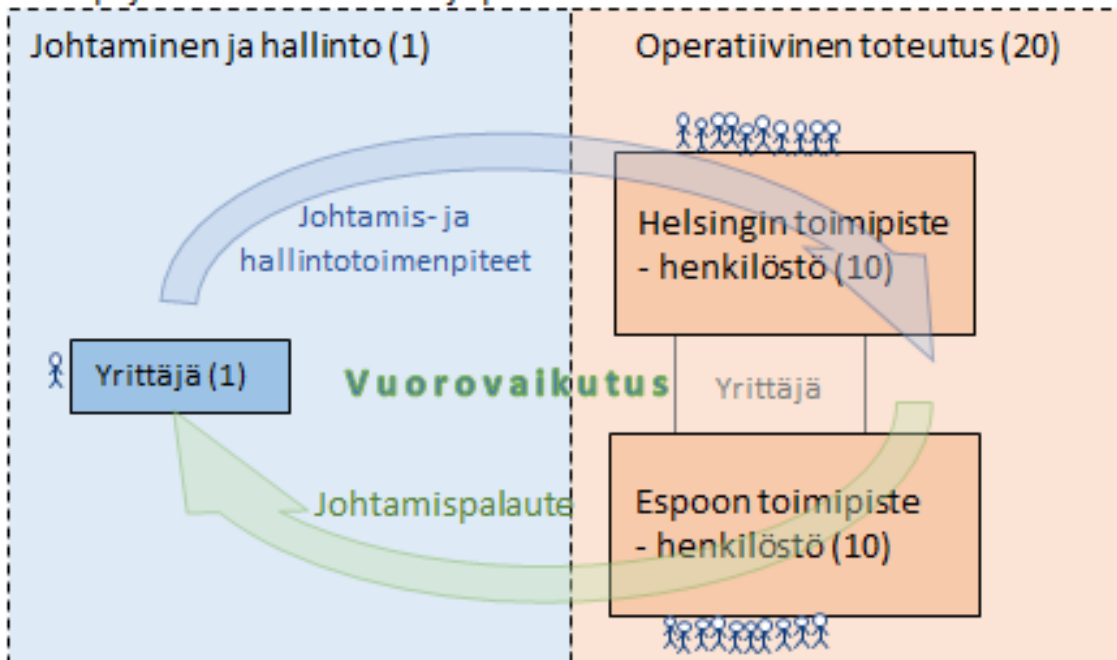 Johtaminen ja hallinto (1)
Operatiivinen toteutus (20)
Johtamis- ja
hallintotoimenpiteet
Helsingin toimipiste
- henkilöstö (10)
Yrittäjä (1)
Vuorovaikutus
Yrittäjä
Johtamispalaute
Espoon toimipiste
- henkilöstö (10)